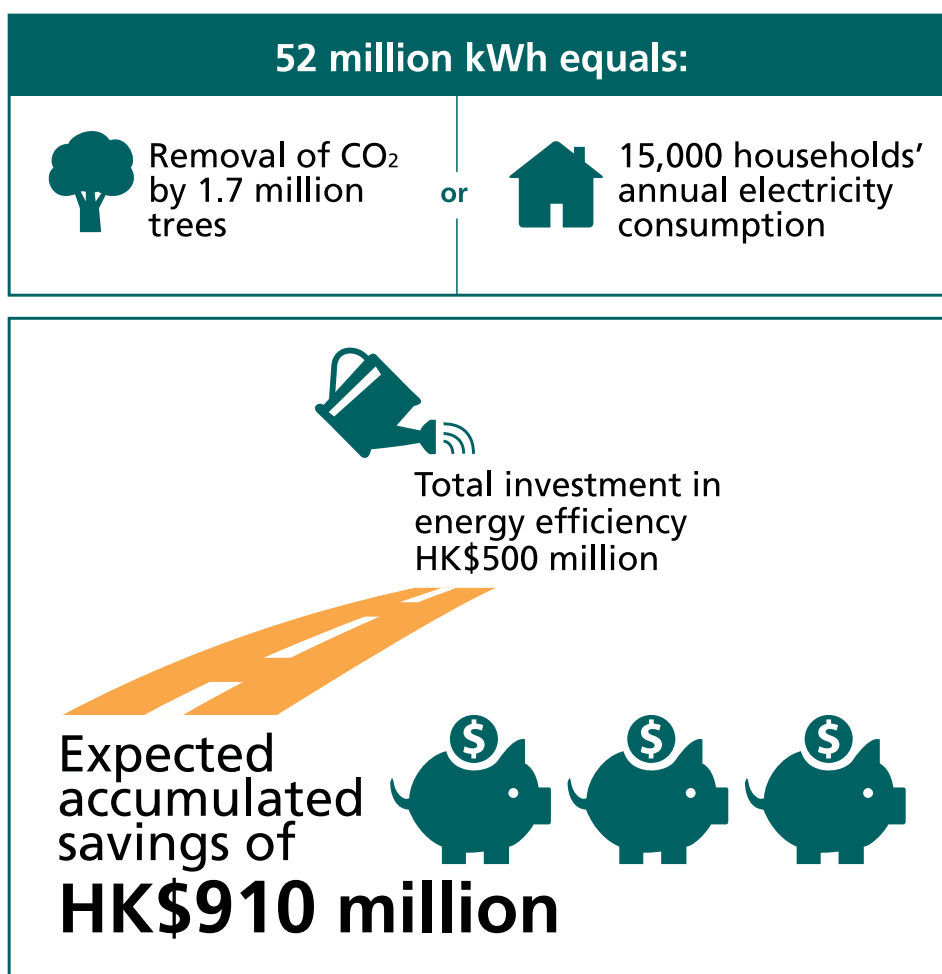 52 million kWh equals:
Removal of CO₂
by 1.7 million
trees
or
15,000 households’
annual electricity
consumption
Total investment in
energy efficiency
HK$500 million
Expected
accumulated
savings of
HK$910 million
$
$
$